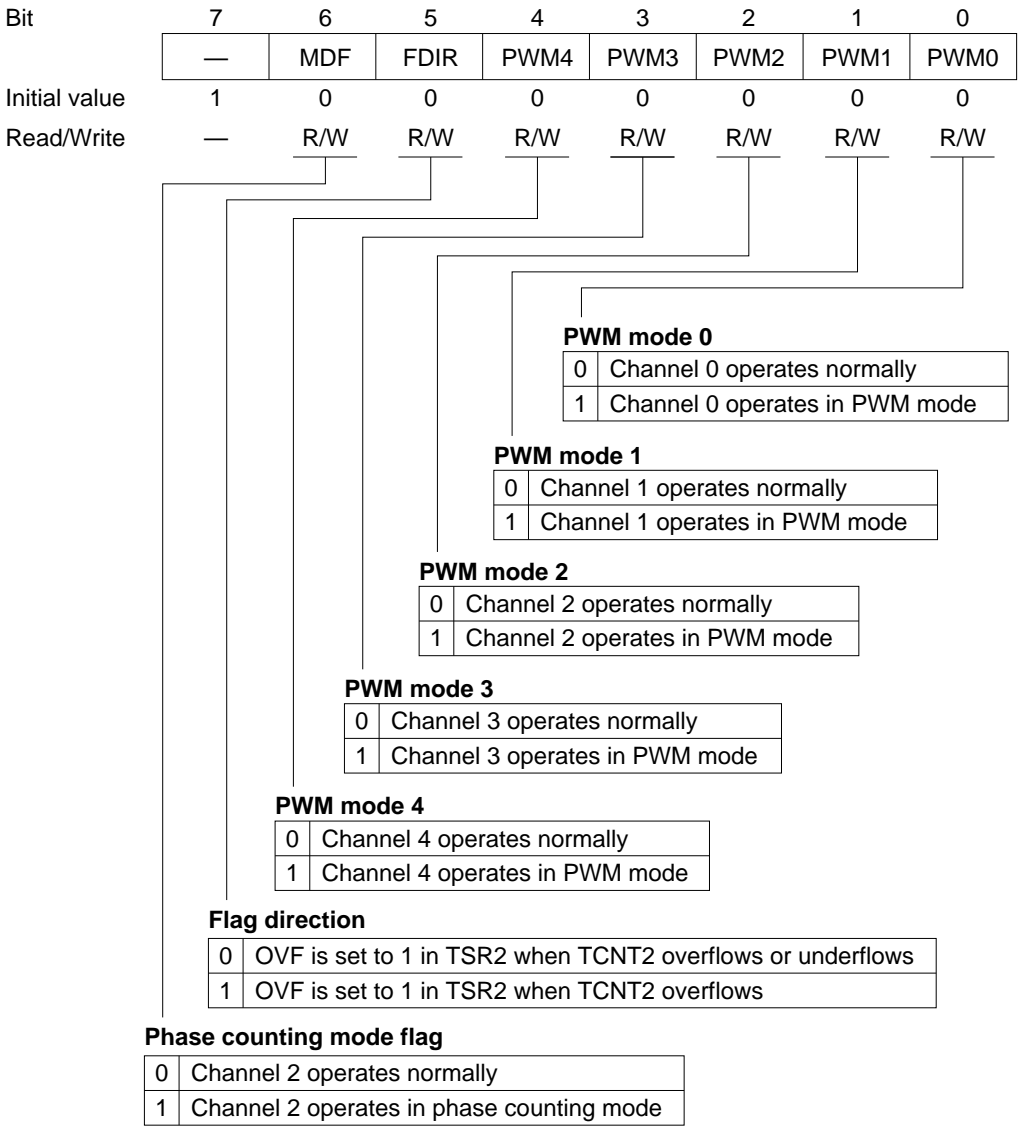 Bit 7 6 5 4 3 2 1 0
— MDF FDIR PWM4 PWM3 PWM2 PWM1 PWM0
Initial value 1 0 0 0 0 0 0 0
Read/Write — R/W R/W R/W R/W R/W R/W R/W
PWM mode 0
0 Channel 0 operates normally
1 Channel 0 operates in PWM mode
PWM mode 1
0 Channel 1 operates normally
1 Channel 1 operates in PWM mode
PWM mode 2
0 Channel 2 operates normally
1 Channel 2 operates in PWM mode
PWM mode 3
0 Channel 3 operates normally
1 Channel 3 operates in PWM mode
PWM mode 4
0 Channel 4 operates normally
1 Channel 4 operates in PWM mode
Flag direction
0 OVF is set to 1 in TSR2 when TCNT2 overflows or underflows
1 OVF is set to 1 in TSR2 when TCNT2 overflows
Phase counting mode flag
0 Channel 2 operates normally
1 Channel 2 operates in phase counting mode